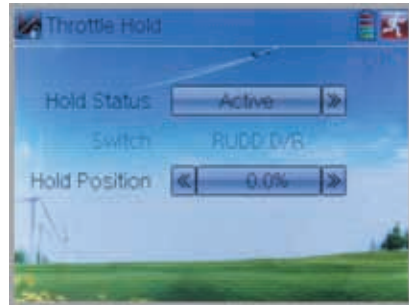 Throttle Hold
Hold Status Active »
Switch RUDD D/R
Hold Position « 0.0% »